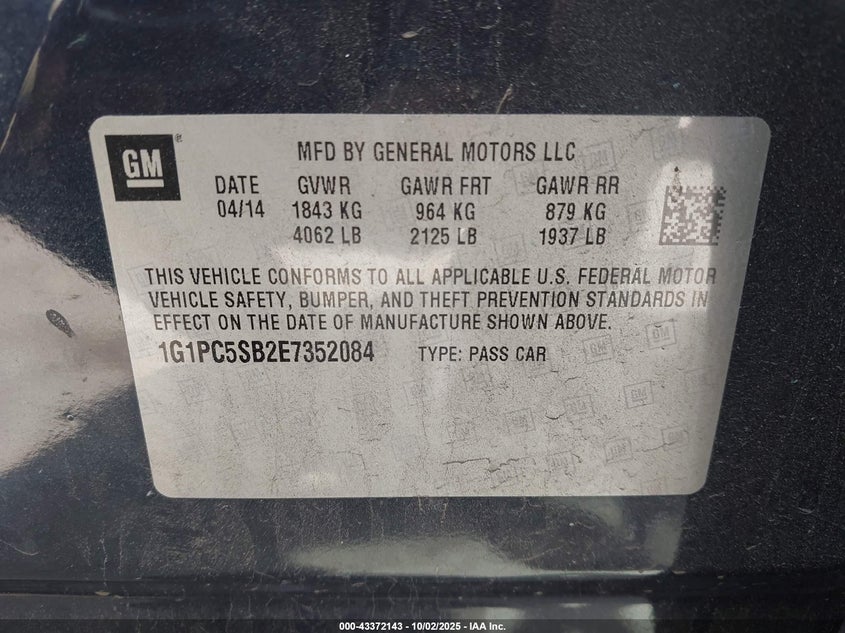 GM
MFD BY GENERAL MOTORS LLC
DATE GVWR GAWR FRT GAWR RR
04/14 1843 KG 964 KG 879 KG
4062 LB 2125 LB 1937 LB
THIS VEHICLE CONFORMS TO ALL APPLICABLE U.S. FEDERAL MOTOR
VEHICLE SAFETY, BUMPER, AND THEFT PREVENTION STANDARDS IN
EFFECT ON THE DATE OF MANUFACTURE SHOWN ABOVE.
1G1PC5SB2E7352084 TYPE: PASS CAR
000-43372143 - 10/02/2025 - IAA Inc.